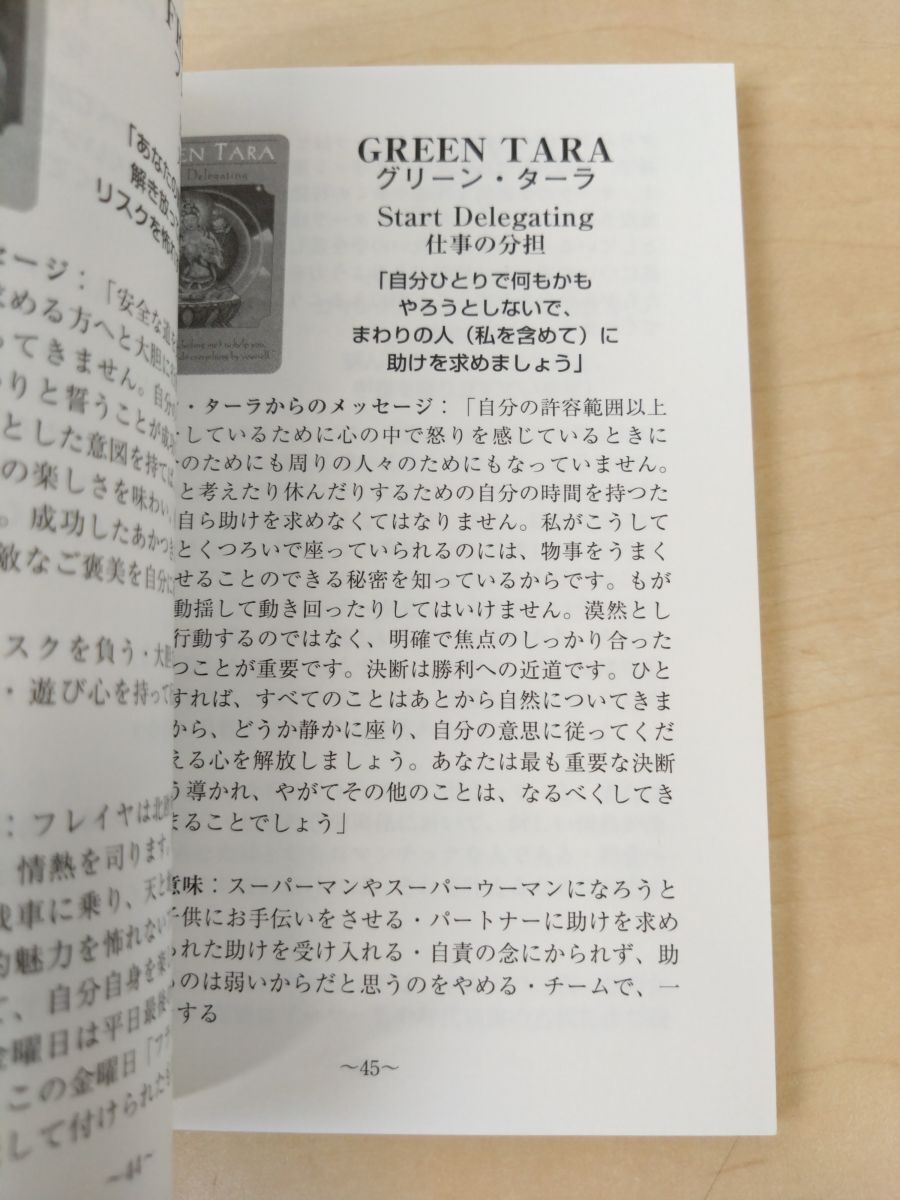 「あなたの
解き放つ
リスクを
セージ：「安全な道を
求める方へと大胆に
ってきません。自分の
りと誓うことが成
とした意図を持ては
の楽しさを味わい、
。成功したあかつき
敵なご褒美を自分に
スクを負う・大胆
・遊び心を持って
：フレイヤは北欧
情熱を司ります。
戦車に乗り、天と
的魅力を怖れない
に、自分自身を楽し
金曜日は平日最後
この金曜日「フ
して付けられた
～44～
EEN TARA
Delegating
including me) to help you,
do everything by yourself."
GREEN TARA
グリーン・ターラ
Start Delegating
仕事の分担
「自分ひとりで何もかも
やろうとしないで、
まわりの人（私を含めて）に
助けを求めましょう」
・ターラからのメッセージ：「自分の許容範囲以上
しているために心の中で怒りを感じているときに
のためにも周りの人々のためにもなっていません。
と考えたり休んだりするための自分の時間を持つた
自ら助けを求めなくてはなりません。私がこうして
とくつろいで座っていられるのには、物事をうまく
せることのできる秘密を知っているからです。もが
動揺して動き回ったりしてはいけません。漠然とし
行動するのではなく、明確で焦点のしっかり合った
つことが重要です。決断は勝利への近道です。ひと
すれば、すべてのことはあとから自然についてきま
から、どうか静かに座り、自分の意思に従ってくだ
える心を解放しましょう。あなたは最も重要な決断
う導かれ、やがてその他のことは、なるべくしてき
まることでしょう」
意味：スーパーマンやスーパーウーマンになろうと
子供にお手伝いをさせる・パートナーに助けを求め
られた助けを受け入れる・自責の念にかられず、助
るのは弱いからだと思うのをやめる・チームで、一
する
～45～